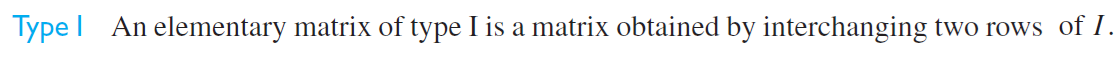 Type I An elementary matrix of type I is a matrix obtained by interchanging two rows of I.